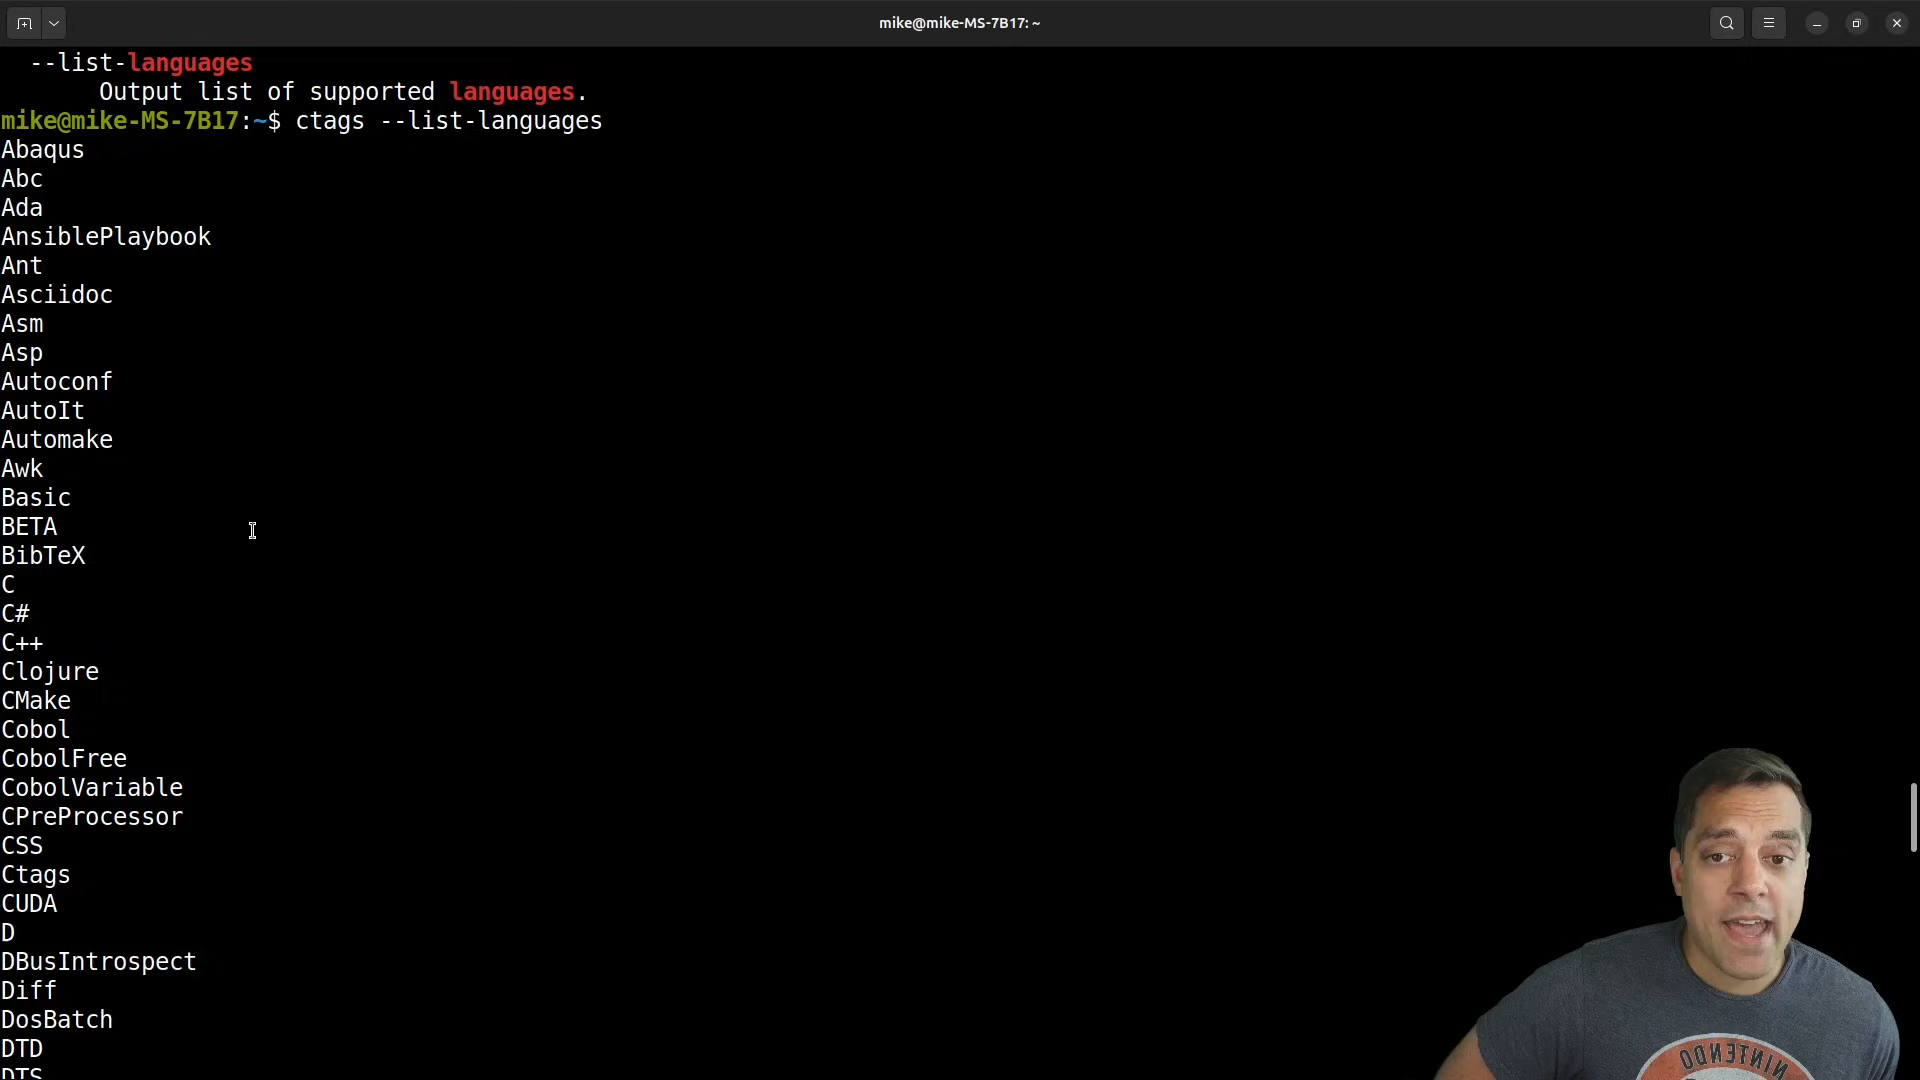 mike@mike-MS-7B17: ~
--list-languages
Output list of supported languages.
mike@mike-MS-7B17:~$ ctags --list-languages
Abaqus
Abc
Ada
AnsiblePlaybook
Ant
Asciidoc
Asm
Asp
Autoconf
AutoIt
Automake
Awk
Basic
BETA
BibTeX
C
C#
C++
Clojure
CMake
Cobol
CobolFree
CobolVariable
CPreProcessor
CSS
Ctags
CUDA
D
DBusIntrospect
Diff
DosBatch
DTD
DTS
NINTENDO